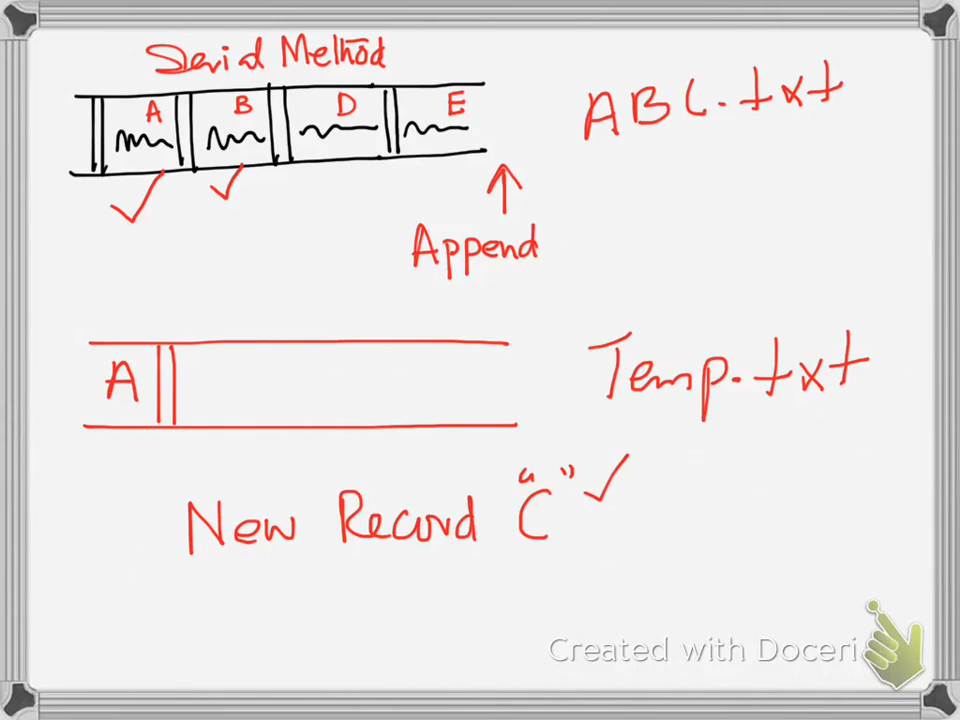 Serial Method
A B D E
ABC.txt
Append
A
Temp.txt
New Record "C"
Created with Doceri